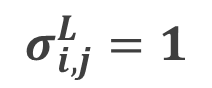 σ^L_{i,j} = 1